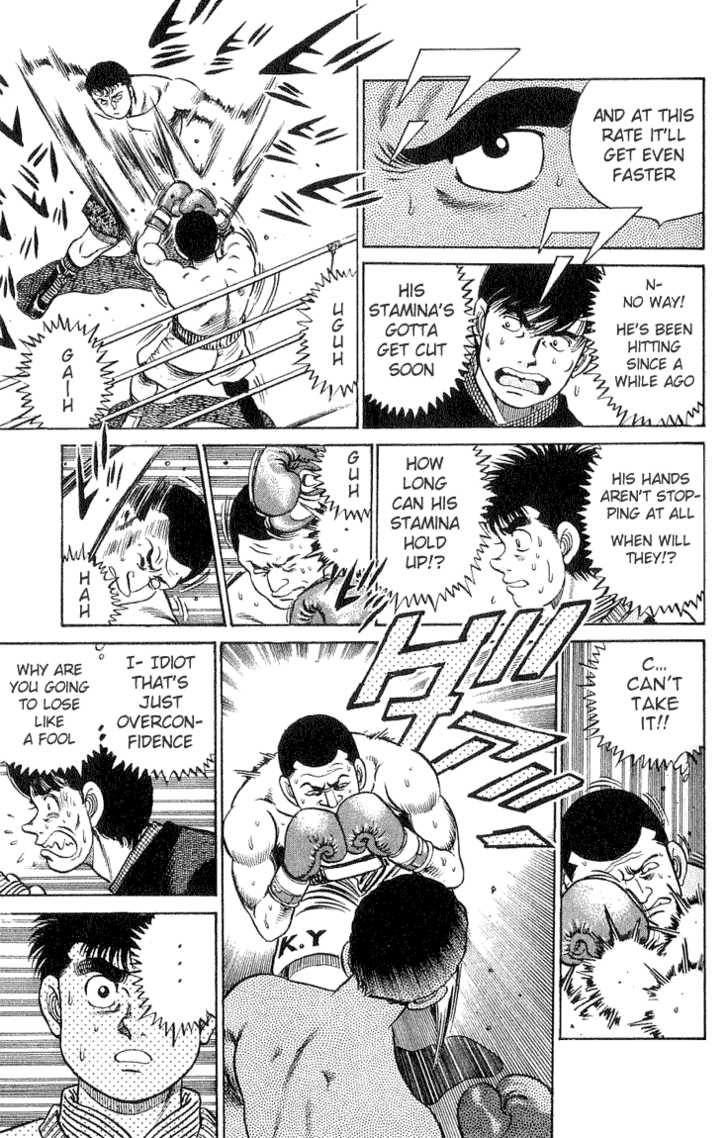 AND AT THIS
RATE IT'LL
GET EVEN
FASTER
N-
NO WAY!
HE'S BEEN
HITTING
SINCE A
WHILE AGO
HIS
STAMINA'S
GOTTA
GET CUT
SOON
UGUH
GAIH
HIS HANDS
AREN'T STOP-
PING AT ALL
WHEN WILL
THEY!?
HOW
LONG
CAN HIS
STAMINA
HOLD
UP!?
GUH
HAH
C...
CAN'T
TAKE
IT!!
K.Y
I- IDIOT
THAT'S
JUST
OVERCON-
FIDENCE
WHY ARE
YOU GOING
TO LOSE
LIKE
A FOOL
...